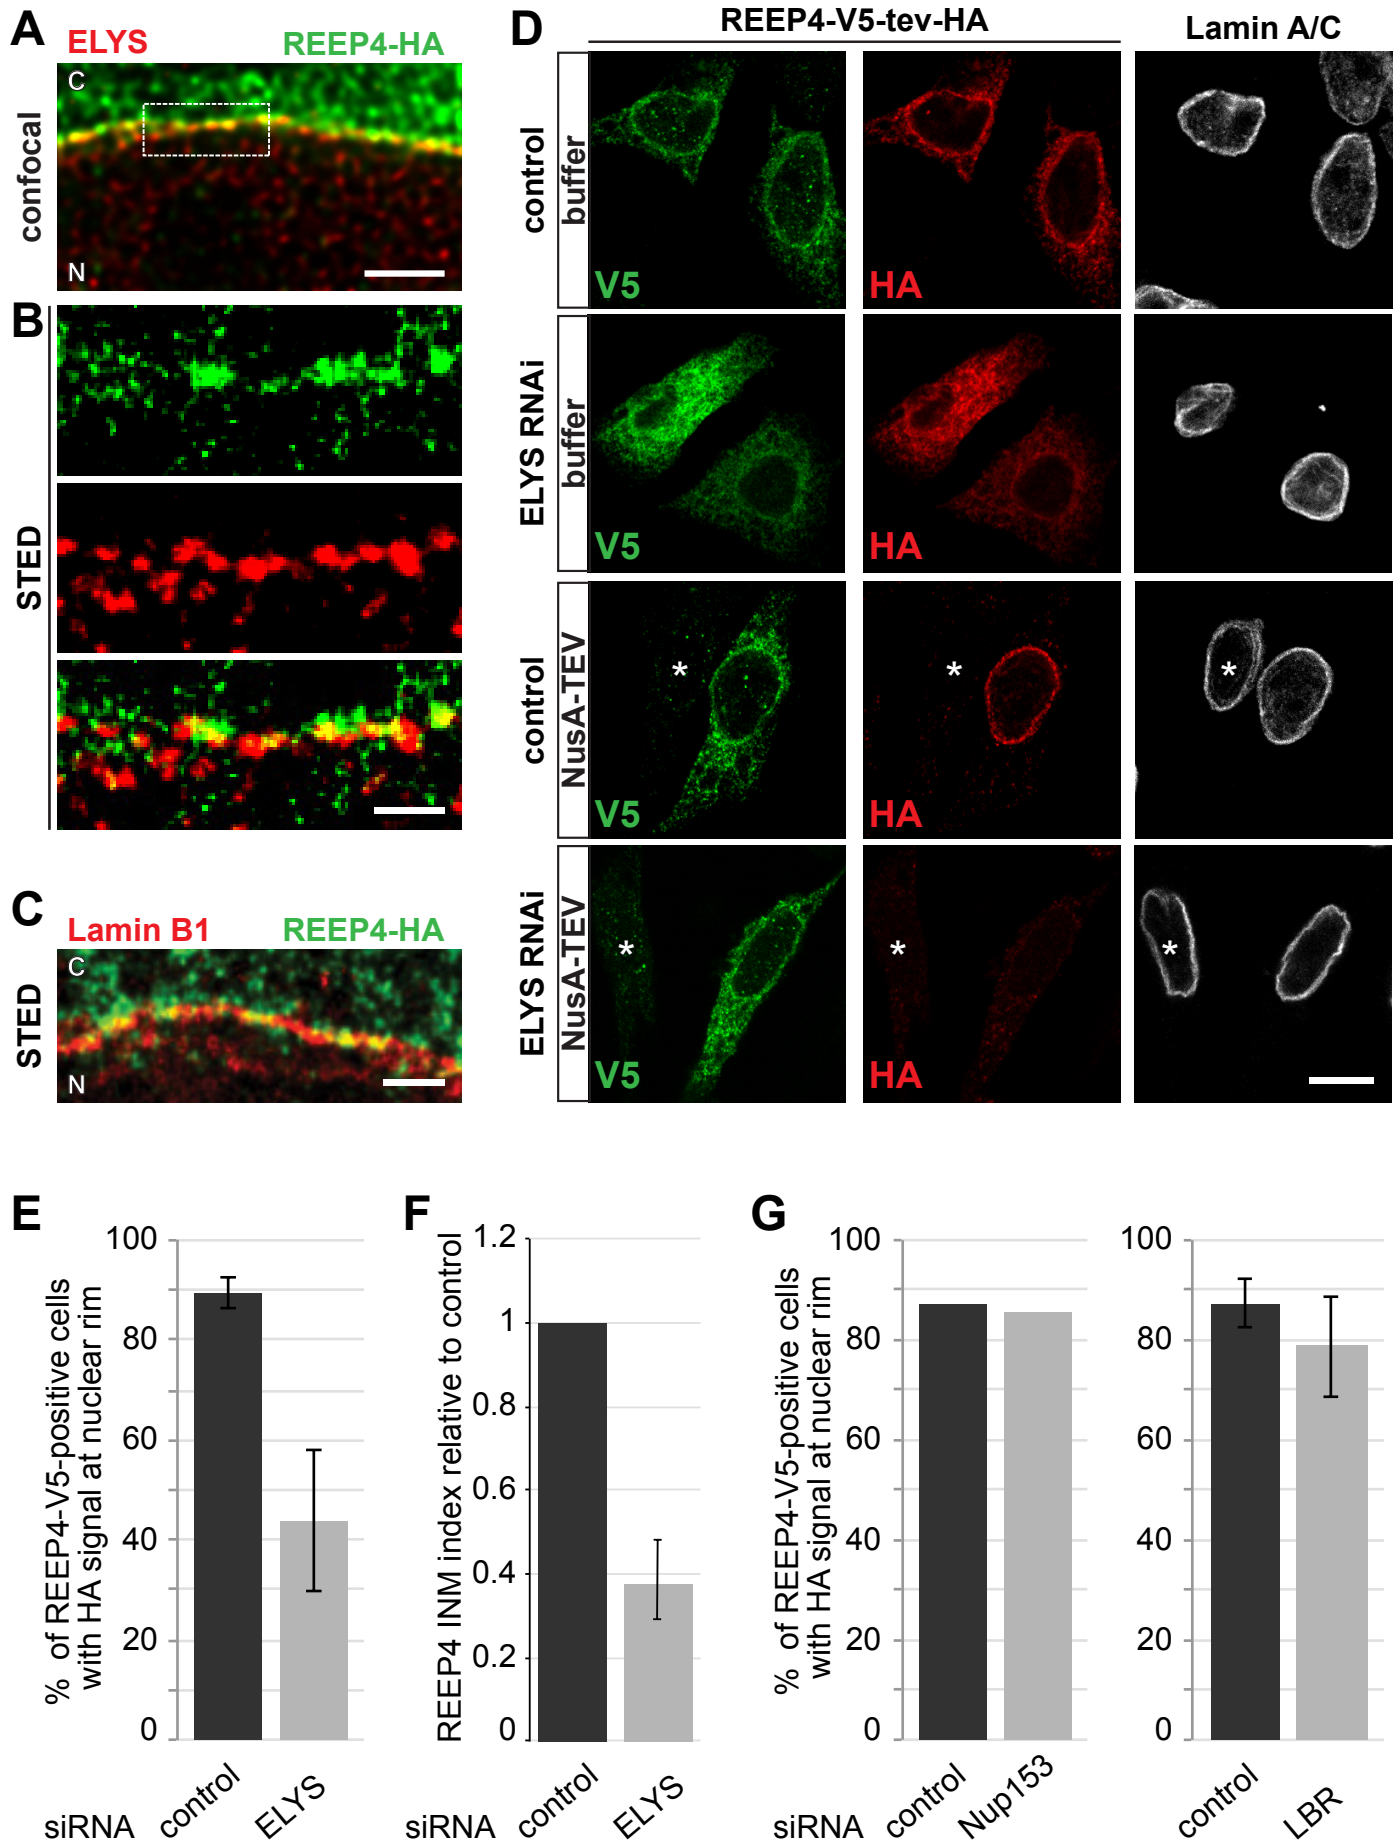 A
ELYS
REEP4-HA
confocal
C
N
B
STED
C
Lamin B1
REEP4-HA
STED
C
N
D
REEP4-V5-tev-HA
Lamin A/C
control
buffer
V5
HA
ELYS RNAi
buffer
V5
HA
control
NusA-TEV
*
*
*
V5
HA
ELYS RNAi
NusA-TEV
*
*
*
V5
HA
E
% of REEP4-V5-positive cells
with HA signal at nuclear rim
100
80
60
40
20
0
siRNA
control
ELYS
F
REEP4 INM index relative to control
1.2
1
0.8
0.6
0.4
0.2
0
siRNA
control
ELYS
G
% of REEP4-V5-positive cells
with HA signal at nuclear rim
100
80
60
40
20
0
siRNA
control
Nup153
100
80
60
40
20
0
control
LBR